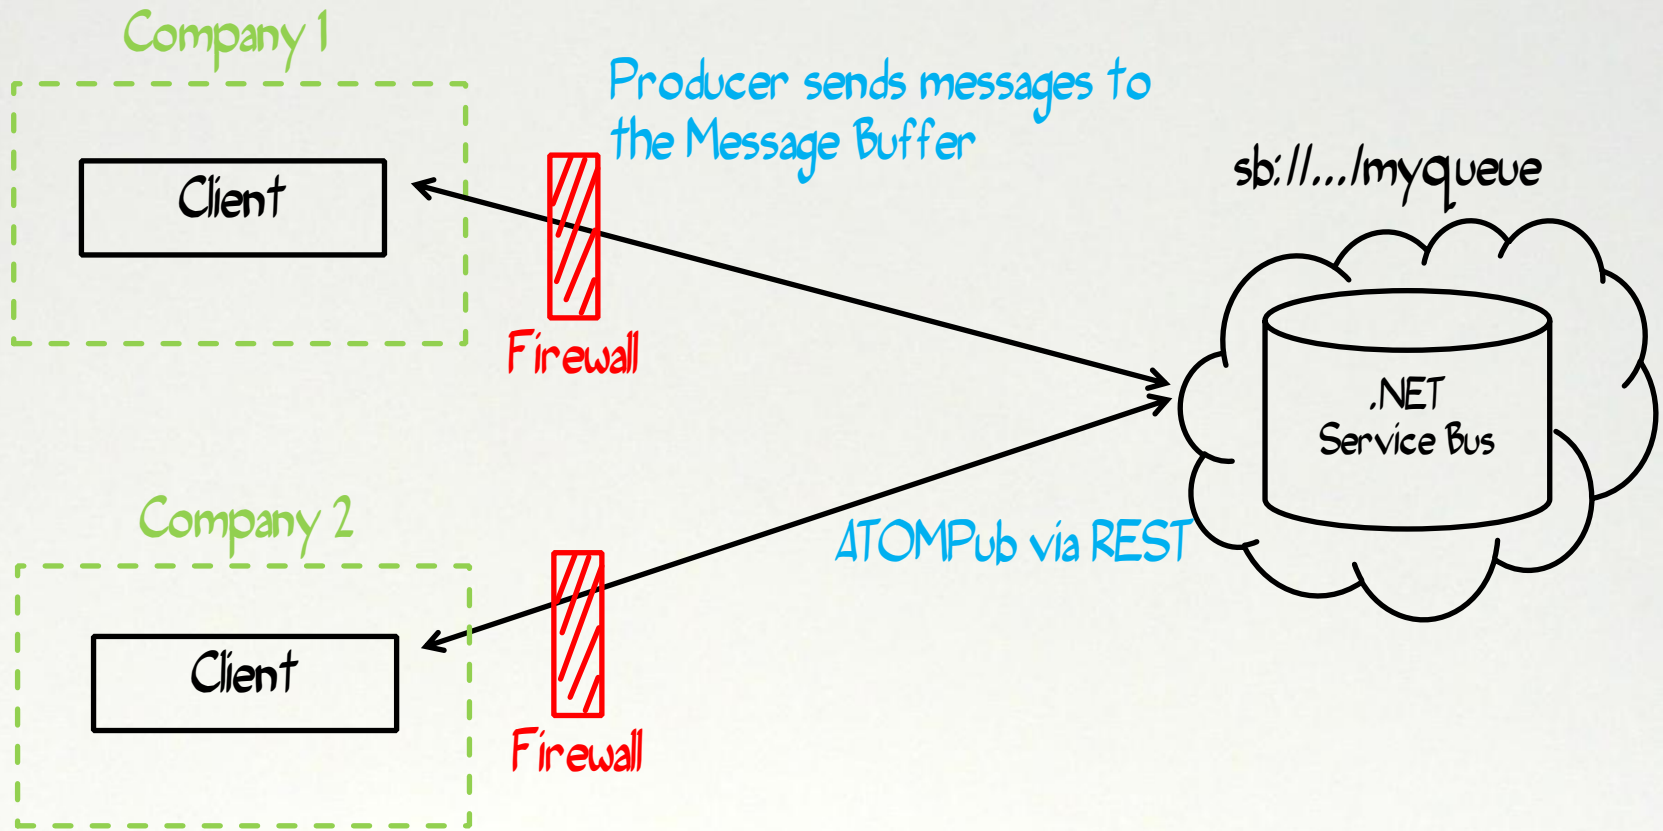 Company 1
Producer sends messages to
the Message Buffer
Client
sb://.../myqueue
Firewall
.NET
Service Bus
Company 2
ATOMPub via REST
Client
Firewall